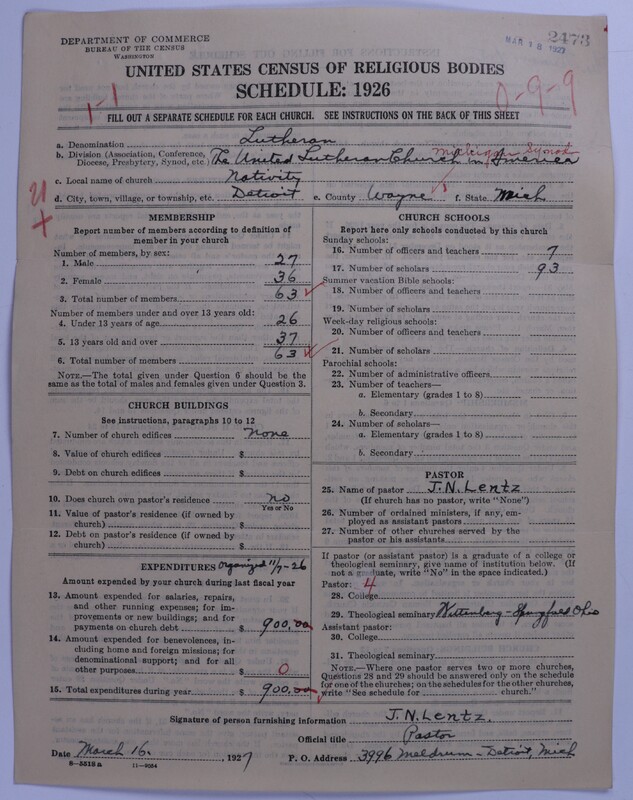 DEPARTMENT OF COMMERCE
BUREAU OF THE CENSUS
WASHINGTON
MAR 18 1927
2473
UNITED STATES CENSUS OF RELIGIOUS BODIES
SCHEDULE: 1926
1-1
0-9-9
FILL OUT A SEPARATE SCHEDULE FOR EACH CHURCH. SEE INSTRUCTIONS ON THE BACK OF THIS SHEET
a. Denomination Lutheran
Michigan Synod
b. Division (Association, Conference, Diocese, Presbytery, Synod, etc.) The United Lutheran Church in America
c. Local name of church Nativity
d. City, town, village, or township, etc. Detroit e. County Wayne f. State Mich
MEMBERSHIP
Report number of members according to definition of
member in your church
Number of members, by sex:
1. Male 27
2. Female 36
3. Total number of members 63
Number of members under and over 13 years old:
4. Under 13 years of age 26
5. 13 years old and over 37
6. Total number of members 63
NOTE.—The total given under Question 6 should be
same as the total of males and females given under Question 3.
CHURCH BUILDINGS
See instructions, paragraphs 10 to 12
7. Number of church edifices none
8. Value of church edifices $
9. Debt on church edifices $
10. Does church own pastor's residence no
Yes or No
11. Value of pastor's residence (if owned by
church) $
12. Debt on pastor's residence (if owned by
church) $
EXPENDITURES organized 11/7-26
Amount expended by your church during last fiscal year
13. Amount expended for salaries, repairs,
and other running expenses; for im-
provements or new buildings; and for
payments on church debt $ 900.00
14. Amount expended for benevolences, in-
cluding home and foreign missions; for
denominational support; and for all
other purposes $ 0
15. Total expenditures during year $ 900.00
CHURCH SCHOOLS
Report here only schools conducted by this church
Sunday schools:
16. Number of officers and teachers 7
17. Number of scholars 93
Summer vacation Bible schools:
18. Number of officers and teachers
19. Number of scholars
Week-day religious schools:
20. Number of officers and teachers
21. Number of scholars
Parochial schools:
22. Number of administrative officers
23. Number of teachers—
a. Elementary (grades 1 to 8)
b. Secondary
24. Number of scholars—
a. Elementary (grades 1 to 8)
b. Secondary
PASTOR
25. Name of pastor J. N. Lentz
(If church has no pastor, write "None")
26. Number of ordained ministers, if any, em-
ployed as assistant pastors
27. Number of other churches served by the
pastor or his assistants
If pastor (or assistant pastor) is a graduate of a college or
theological seminary, give name of institution below. (If
not a graduate, write "No" in the space indicated.)
Pastor: 4
28. College
29. Theological seminary Wittenberg-Springfield Ohio
Assistant pastor:
30. College
31. Theological seminary
NOTE.—Where one pastor serves two or more churches,
Questions 28 and 29 should be answered only on the schedule
for one of the churches; on the schedules for the other churches,
write "See schedule for church."
Signature of person furnishing information J. N. Lentz.
Official title Pastor
Date March 16. , 1927 P. O. Address 3996 Meldrum - Detroit, Mich
8-5518a 11-9054